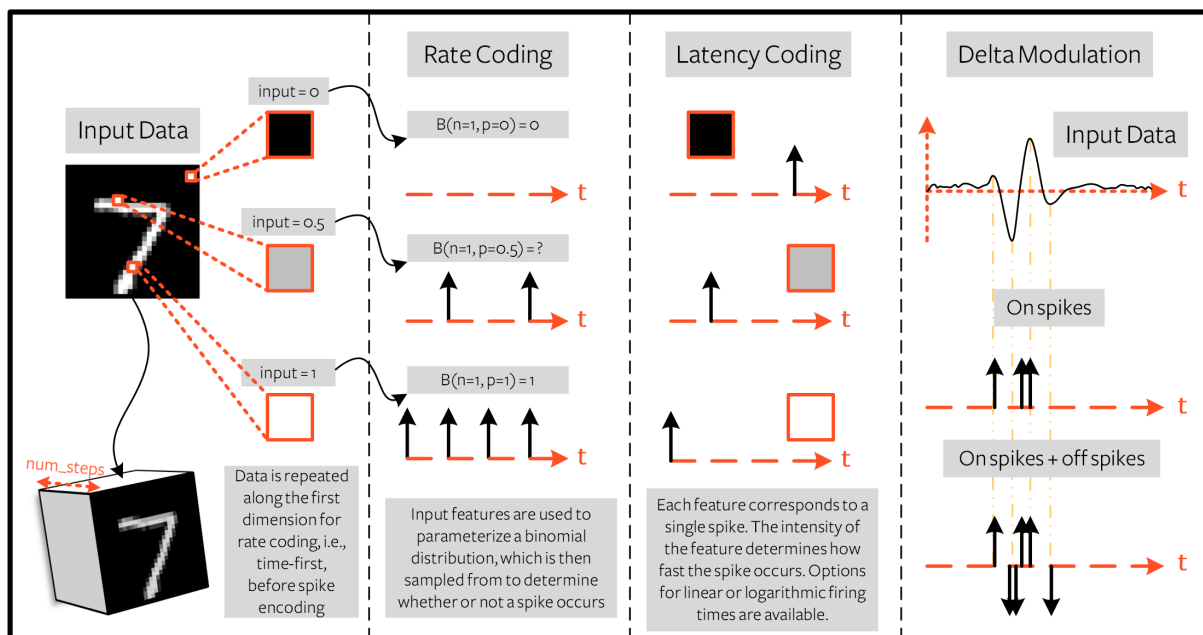 Input Data
input = 0
input = 0.5
input = 1
num_steps
Data is repeated
along the first
dimension for
rate coding, i.e.,
time-first,
before spike
encoding
Rate Coding
B(n=1, p=0) = 0
t
B(n=1, p=0.5) = ?
t
B(n=1, p=1) = 1
t
Input features are used to
parameterize a binomial
distribution, which is then
sampled from to determine
whether or not a spike occurs
Latency Coding
t
t
t
Each feature corresponds to a
single spike. The intensity of
the feature determines how
fast the spike occurs. Options
for linear or logarithmic firing
times are available.
Delta Modulation
Input Data
t
On spikes
t
On spikes + off spikes
t
7
7